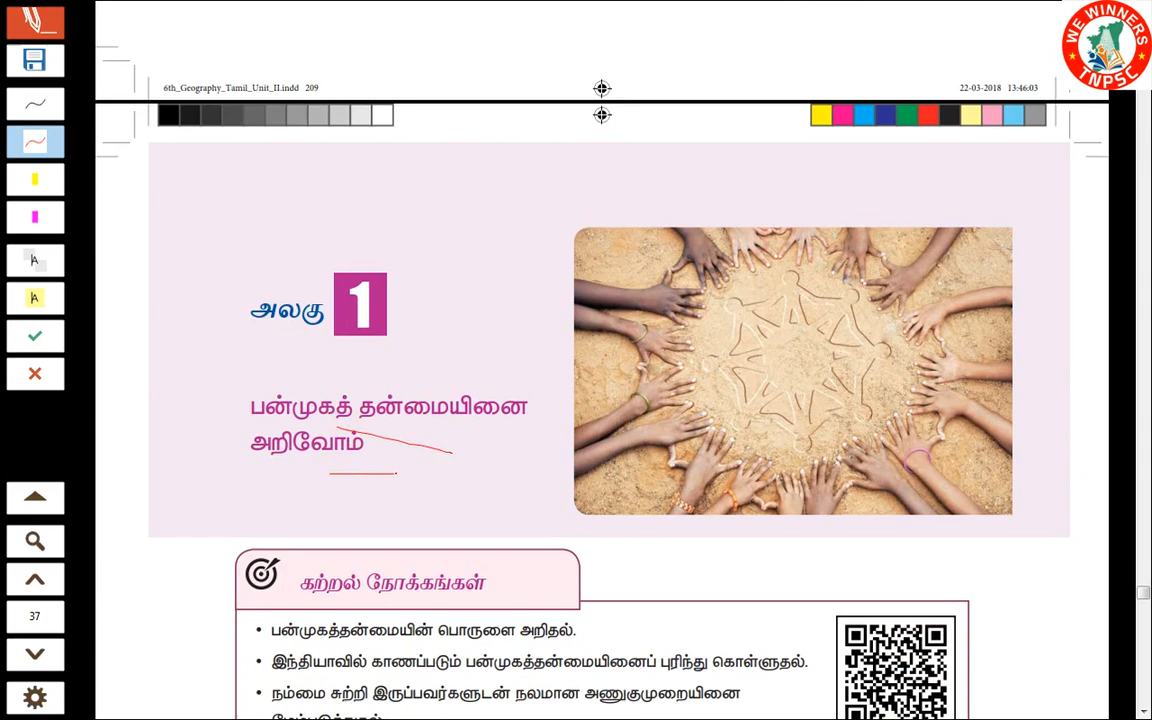 WE WINNERS
TNPSC
6th_Geography_Tamil_Unit_II.indd 209
22-03-2018 13:46:03
அலகு 1
பன்முகத் தன்மையினை
அறிவோம்
கற்றல் நோக்கங்கள்
• பன்முகத்தன்மையின் பொருளை அறிதல்.
• இந்தியாவில் காணப்படும் பன்முகத்தன்மையினைப் புரிந்து கொள்ளுதல்.
• நம்மை சுற்றி இருப்பவர்களுடன் நலமான அணுகுமுறையினை
A
A
37